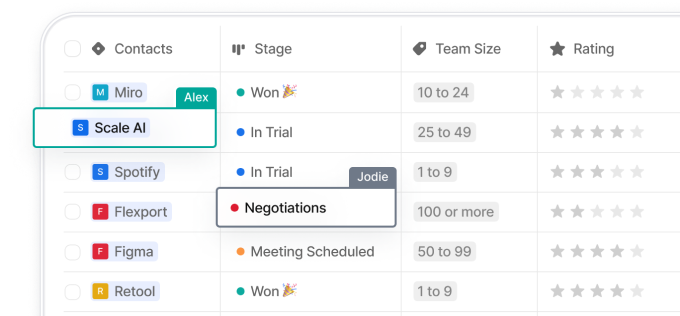 Contacts Stage Team Size Rating
M Miro Won 🎉 10 to 24
Alex
S Scale AI In Trial 25 to 49
S Spotify In Trial 1 to 9
Jodie
F Flexport Negotiations 100 or more
F Figma Meeting Scheduled 50 to 99
R Retool Won 🎉 1 to 9